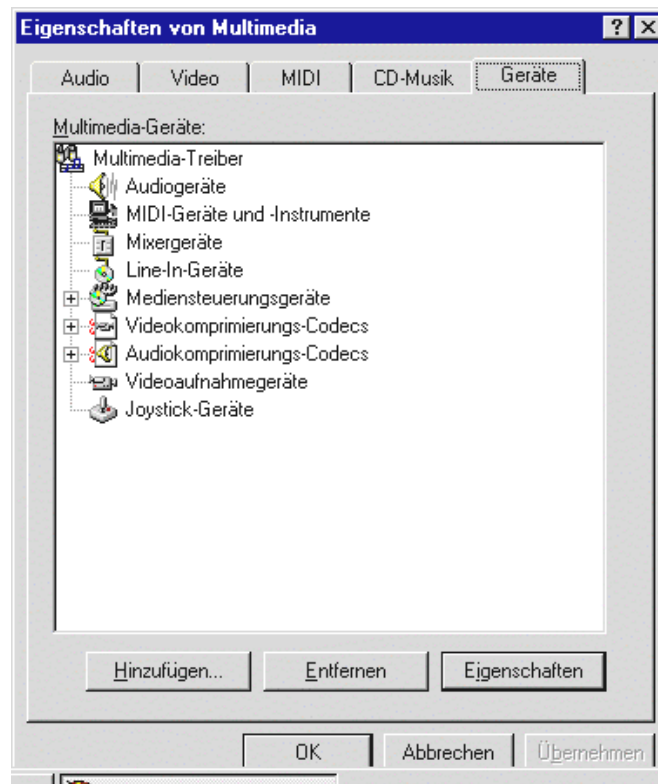 Eigenschaften von Multimedia
Audio Video MIDI CD-Musik Geräte
Multimedia-Geräte:
Multimedia-Treiber
Audiogeräte
MIDI-Geräte und -Instrumente
Mixergeräte
Line-In-Geräte
Mediensteuerungsgeräte
Videokomprimierungs-Codecs
Audiokomprimierungs-Codecs
Videoaufnahmegeräte
Joystick-Geräte
Hinzufügen... Entfernen Eigenschaften
OK Abbrechen Übernehmen